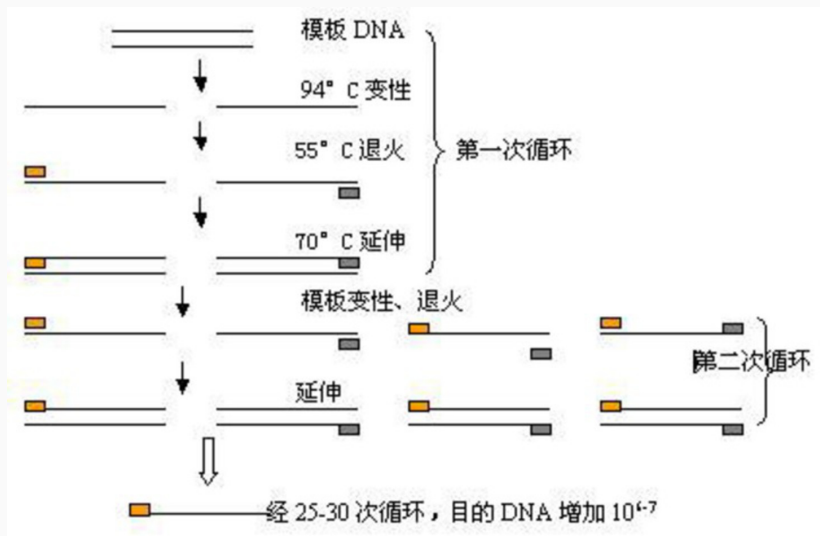 模板 DNA
94° C 变性
55° C 退火
第一次循环
70° C 延伸
模板变性、退火
第二次循环
延伸
经 25-30 次循环，目的 DNA 增加 10⁶⁻⁷